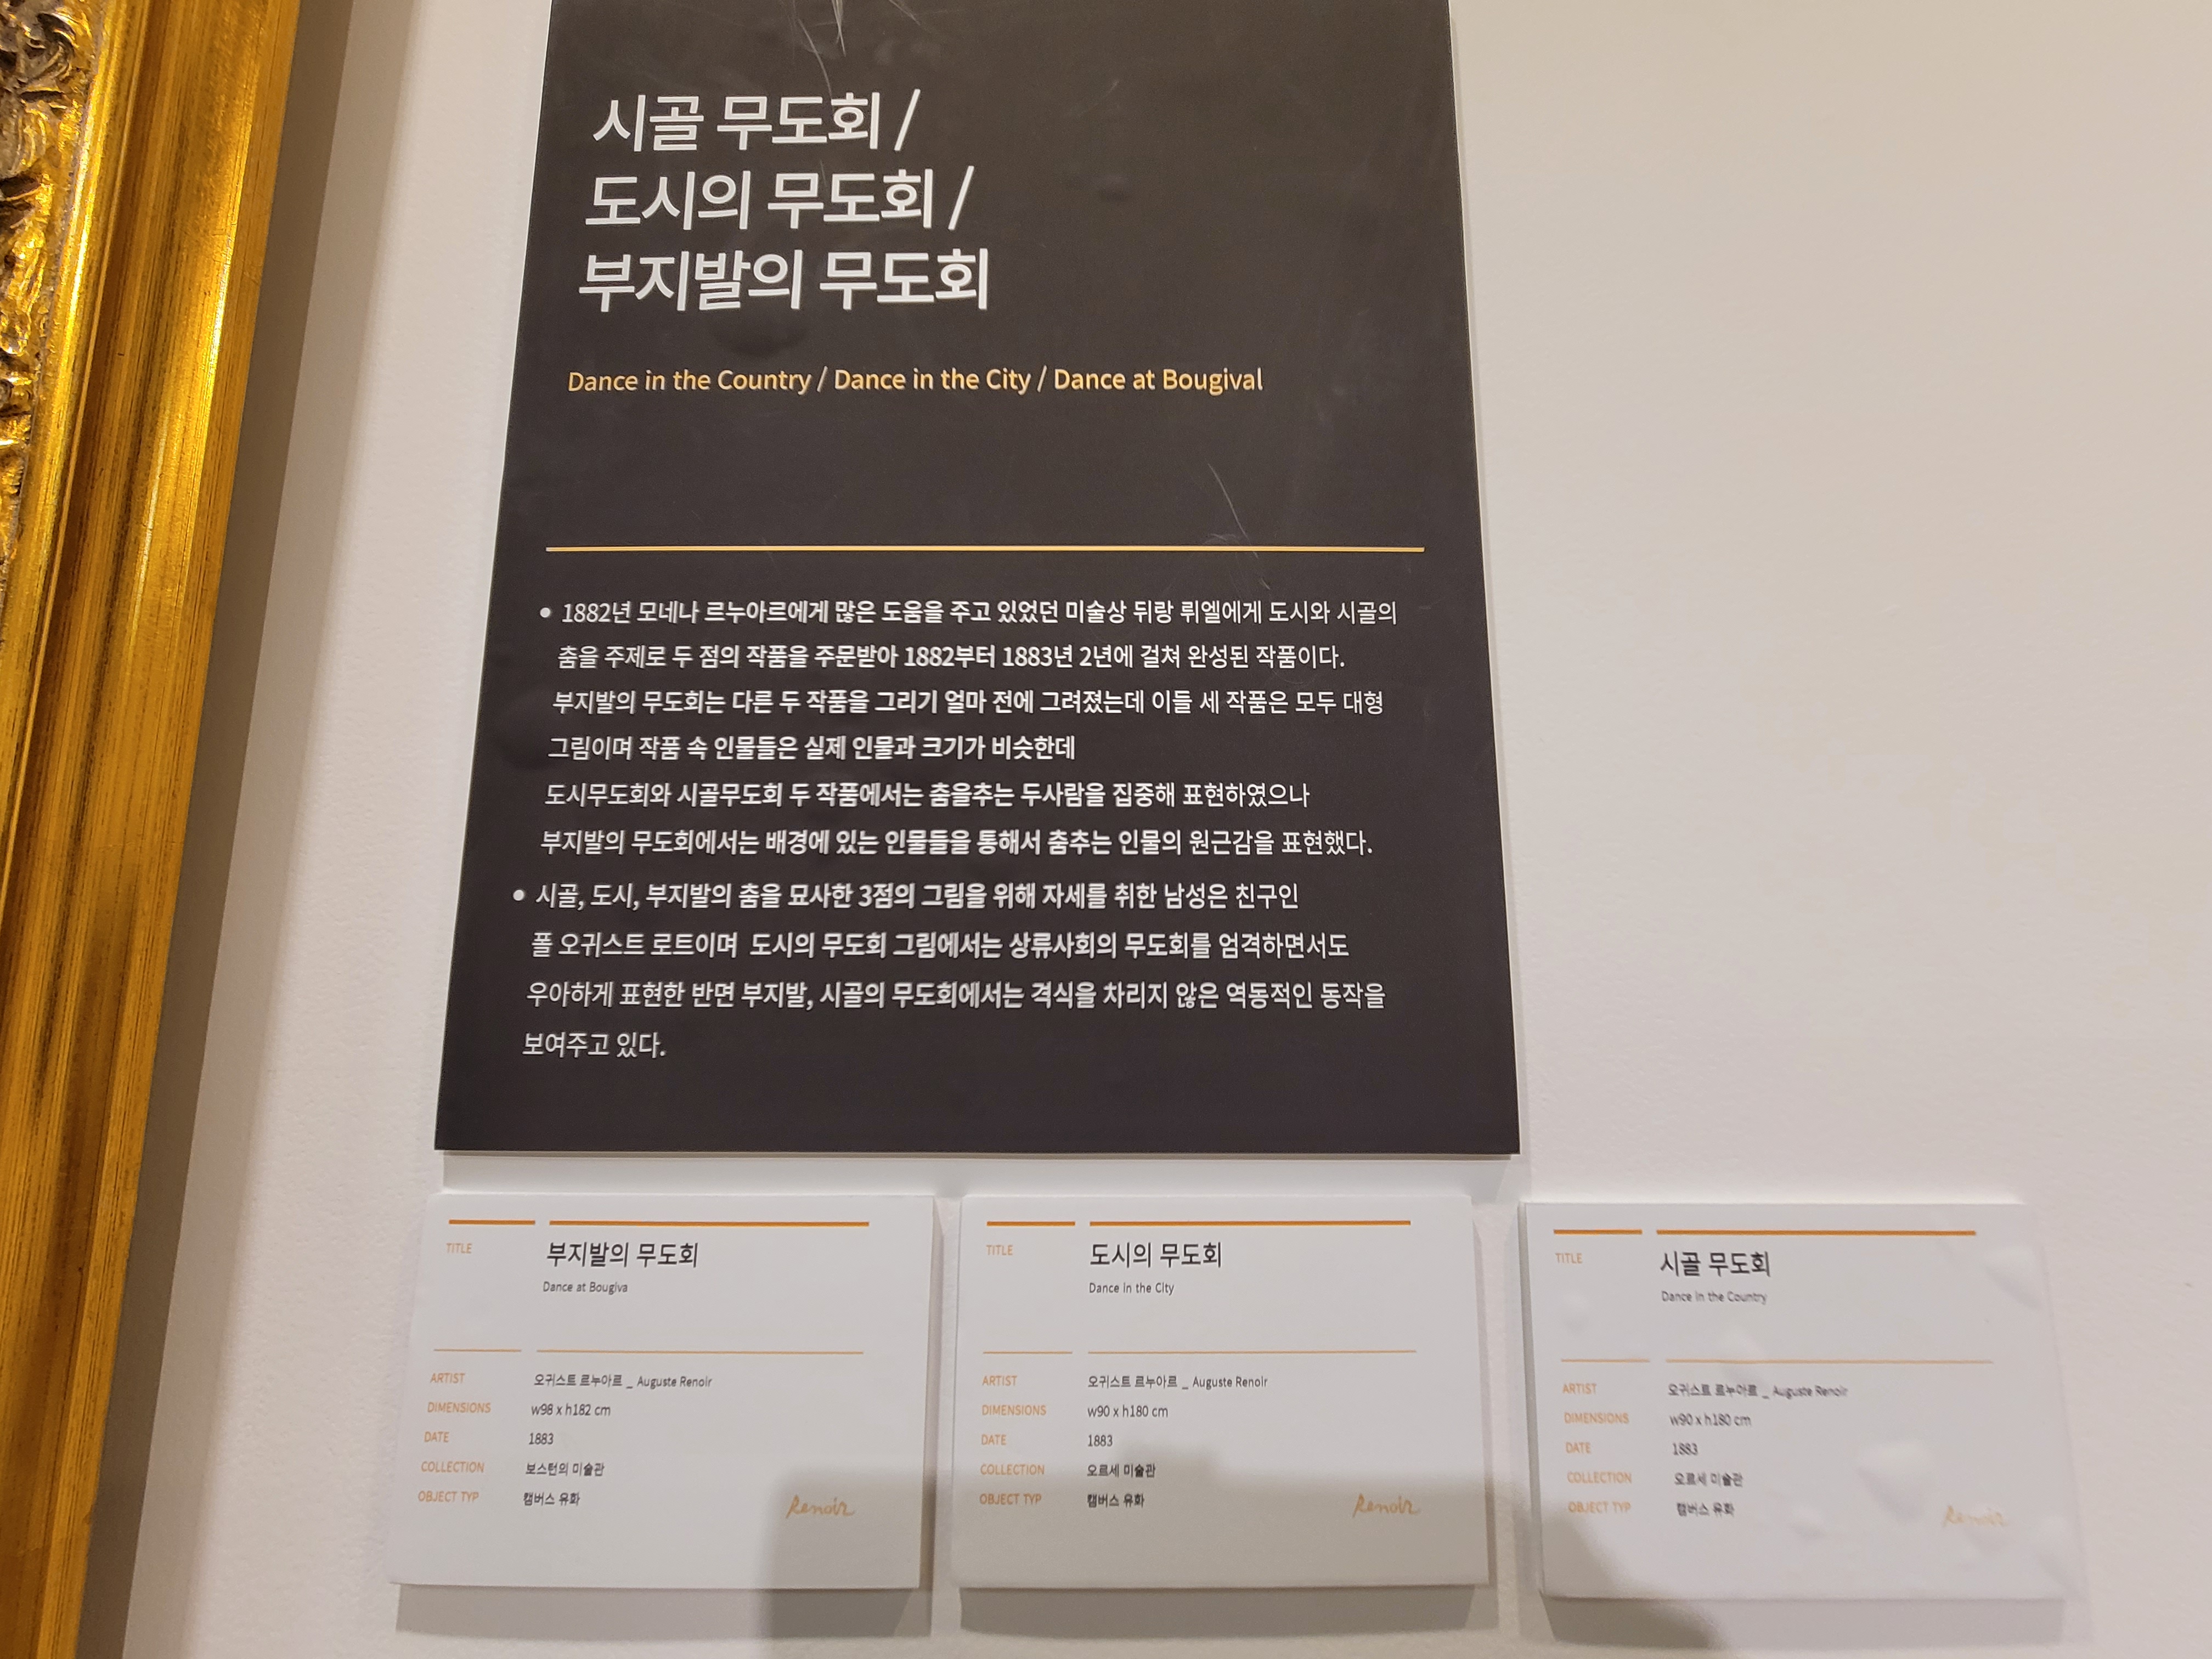 시골 무도회 /
도시의 무도회 /
부지발의 무도회
Dance in the Country / Dance in the City / Dance at Bougival
• 1882년 모네나 르누아르에게 많은 도움을 주고 있었던 미술상 뒤랑 뤼엘에게 도시와 시골의
춤을 주제로 두 점의 작품을 주문받아 1882부터 1883년 2년에 걸쳐 완성된 작품이다.
부지발의 무도회는 다른 두 작품을 그리기 얼마 전에 그려졌는데 이들 세 작품은 모두 대형
그림이며 작품 속 인물들은 실제 인물과 크기가 비슷한데
도시무도회와 시골무도회 두 작품에서는 춤을추는 두사람을 집중해 표현하였으나
부지발의 무도회에서는 배경에 있는 인물들을 통해서 춤추는 인물의 원근감을 표현했다.
• 시골, 도시, 부지발의 춤을 묘사한 3점의 그림을 위해 자세를 취한 남성은 친구인
폴 오귀스트 로트이며 도시의 무도회 그림에서는 상류사회의 무도회를 엄격하면서도
우아하게 표현한 반면 부지발, 시골의 무도회에서는 격식을 차리지 않은 역동적인 동작을
보여주고 있다.
TITLE 부지발의 무도회
Dance at Bougiva
ARTIST 오귀스트 르누아르 _ Auguste Renoir
DIMENSIONS w98 x h182 cm
DATE 1883
COLLECTION 보스턴의 미술관
OBJECT TYP 캔버스 유화
Renoir
TITLE 도시의 무도회
Dance in the City
ARTIST 오귀스트 르누아르 _ Auguste Renoir
DIMENSIONS w90 x h180 cm
DATE 1883
COLLECTION 오르세 미술관
OBJECT TYP 캔버스 유화
Renoir
TITLE 시골 무도회
Dance in the Country
ARTIST 오귀스트 르누아르 _ Auguste Renoir
DIMENSIONS w90 x h180 cm
DATE 1883
COLLECTION 오르세 미술관
OBJECT TYP 캔버스 유화
Renoir